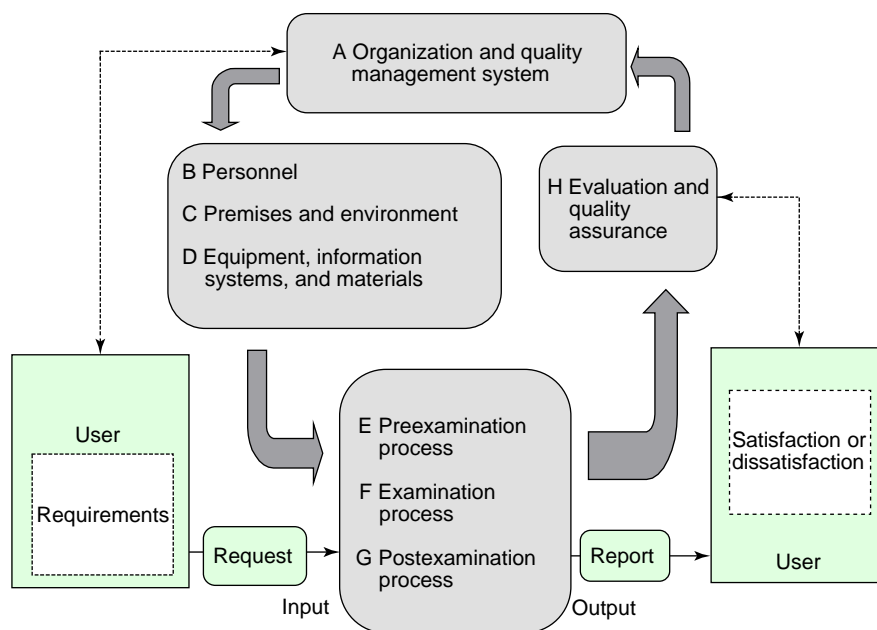 A Organization and quality
management system
B Personnel
C Premises and environment
D Equipment, information
systems, and materials
H Evaluation and
quality
assurance
User
Requirements
Request
Input
E Preexamination
process
F Examination
process
G Postexamination
process
Report
Output
Satisfaction or
dissatisfaction
User